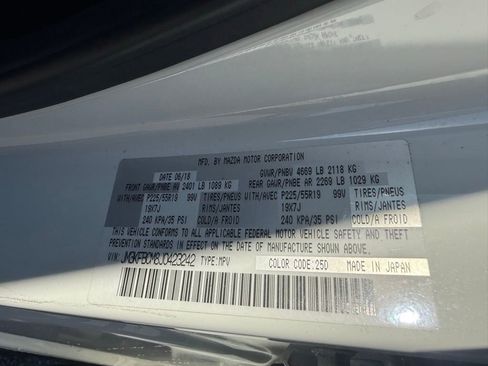 MFD. BY MAZDA MOTOR CORPORATION
DATE 06/18 GVWR/PNBV 4669 LB 2118 KG
FRONT GAWR/PNBE AV 2401 LB 1089 KG REAR GAWR/PNBE AR 2269 LB 1029 KG
WITH/AVEC P225/55R19 99V TIRES/PNEUS WITH/AVEC P225/55R19 99V TIRES/PNEUS
19X7J RIMS/JANTES 19X7J RIMS/JANTES
240 KPA/35 PSI COLD/A FROID 240 KPA/35 PSI COLD/A FROID
THIS VEHICLE CONFORMS TO ALL APPLICABLE FEDERAL MOTOR VEHICLE SAFETY, BUMPER, AND
THEFT PREVENTION STANDARDS IN EFFECT ON THE DATE OF MANUFACTURE SHOWN ABOVE.
VIN: JM3KFBCM8J0423242 TYPE: MPV COLOR CODE: 25D MADE IN JAPAN